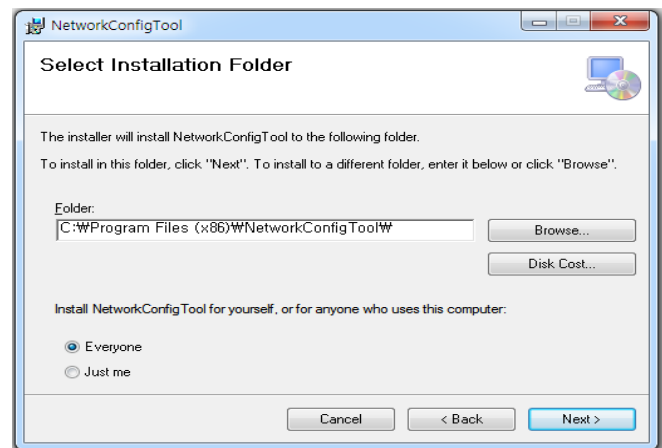 NetworkConfigTool
Select Installation Folder
The installer will install NetworkConfigTool to the following folder.
To install in this folder, click "Next". To install to a different folder, enter it below or click "Browse".
Folder:
C:₩Program Files (x86)₩NetworkConfigTool₩
Browse...
Disk Cost...
Install NetworkConfigTool for yourself, or for anyone who uses this computer:
Everyone
Just me
Cancel
< Back
Next >